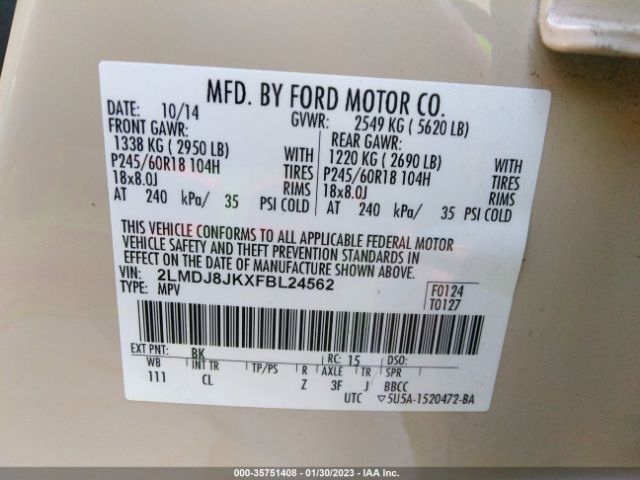 MFD. BY FORD MOTOR CO.
DATE: 10/14 GVWR: 2549 KG ( 5620 LB)
FRONT GAWR: REAR GAWR:
1338 KG ( 2950 LB) WITH 1220 KG ( 2690 LB) WITH
P245/60R18 104H TIRES P245/60R18 104H TIRES
18x8.0J RIMS 18x8.0J RIMS
AT 240 kPa/ 35 PSI COLD AT 240 kPa/ 35 PSI COLD
THIS VEHICLE CONFORMS TO ALL APPLICABLE FEDERAL MOTOR
VEHICLE SAFETY AND THEFT PREVENTION STANDARDS IN
EFFECT ON THE DATE OF MANUFACTURE SHOWN ABOVE.
VIN: 2LMDJ8JKXFBL24562 F0124
TYPE: MPV T0127
EXT PNT: BK RC: 15 DSO:
WB INT TR TP/PS R AXLE TR SPR
111 CL Z 3F J BBCC
UTC ▽5U5A-1520472-BA
000-35751408 - 01/30/2023 - IAA Inc.